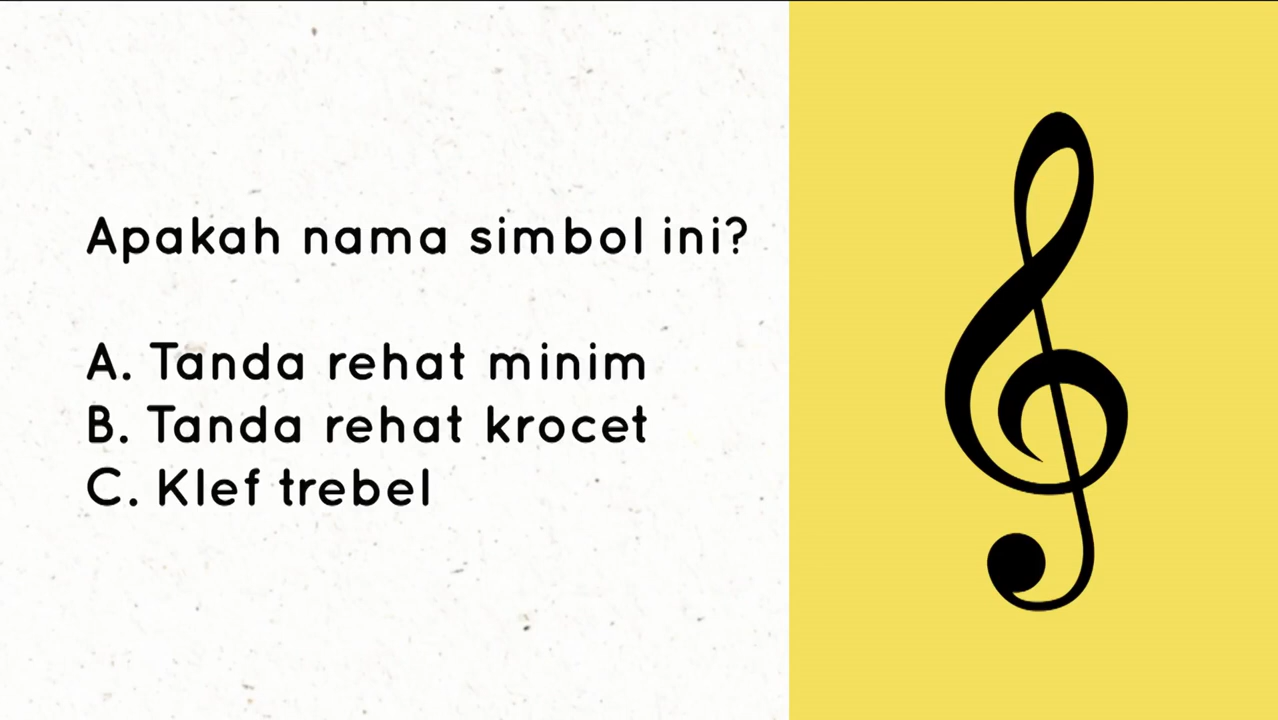 Apakah nama simbol ini?
A. Tanda rehat minim
B. Tanda rehat krocet
C. Klef trebel